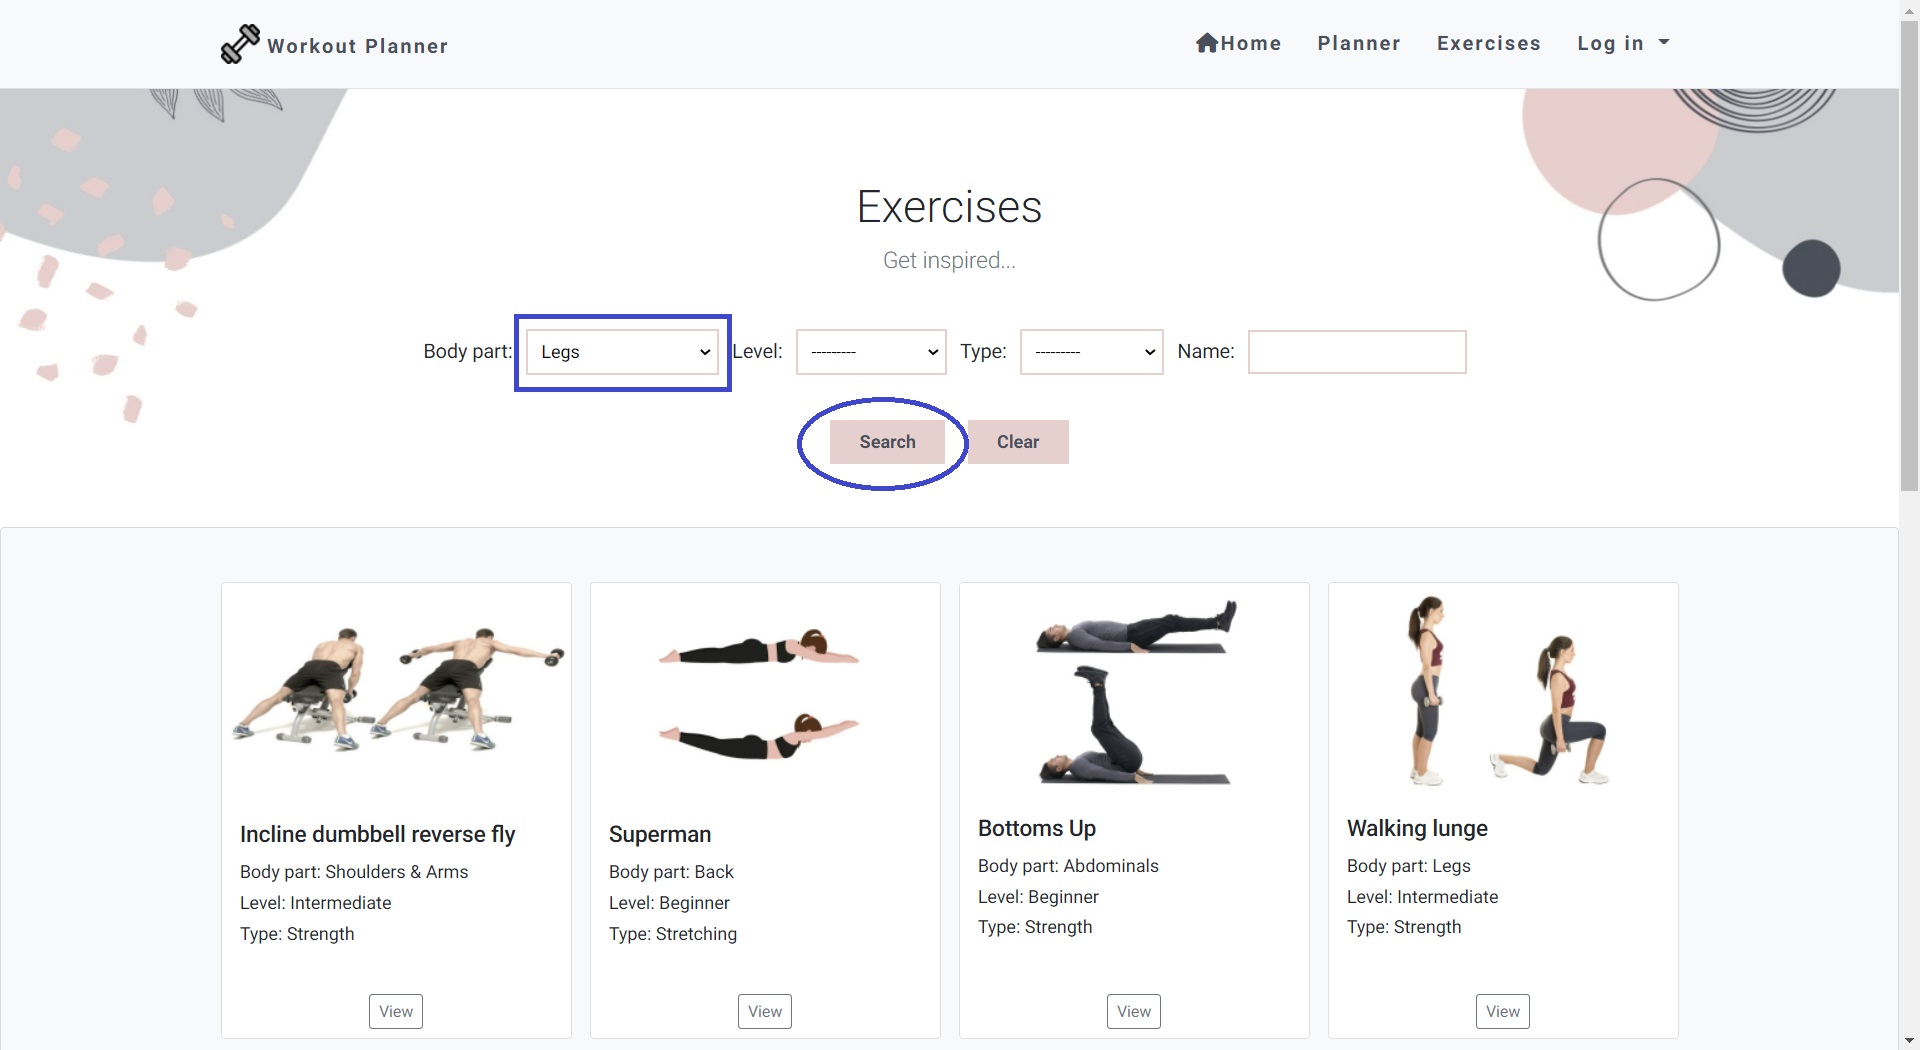 Workout Planner
Home Planner Exercises Log in
Exercises
Get inspired...
Body part: Legs Level: --------- Type: --------- Name:
Search Clear
Incline dumbbell reverse fly
Body part: Shoulders & Arms
Level: Intermediate
Type: Strength
View
Superman
Body part: Back
Level: Beginner
Type: Stretching
View
Bottoms Up
Body part: Abdominals
Level: Beginner
Type: Strength
View
Walking lunge
Body part: Legs
Level: Intermediate
Type: Strength
View